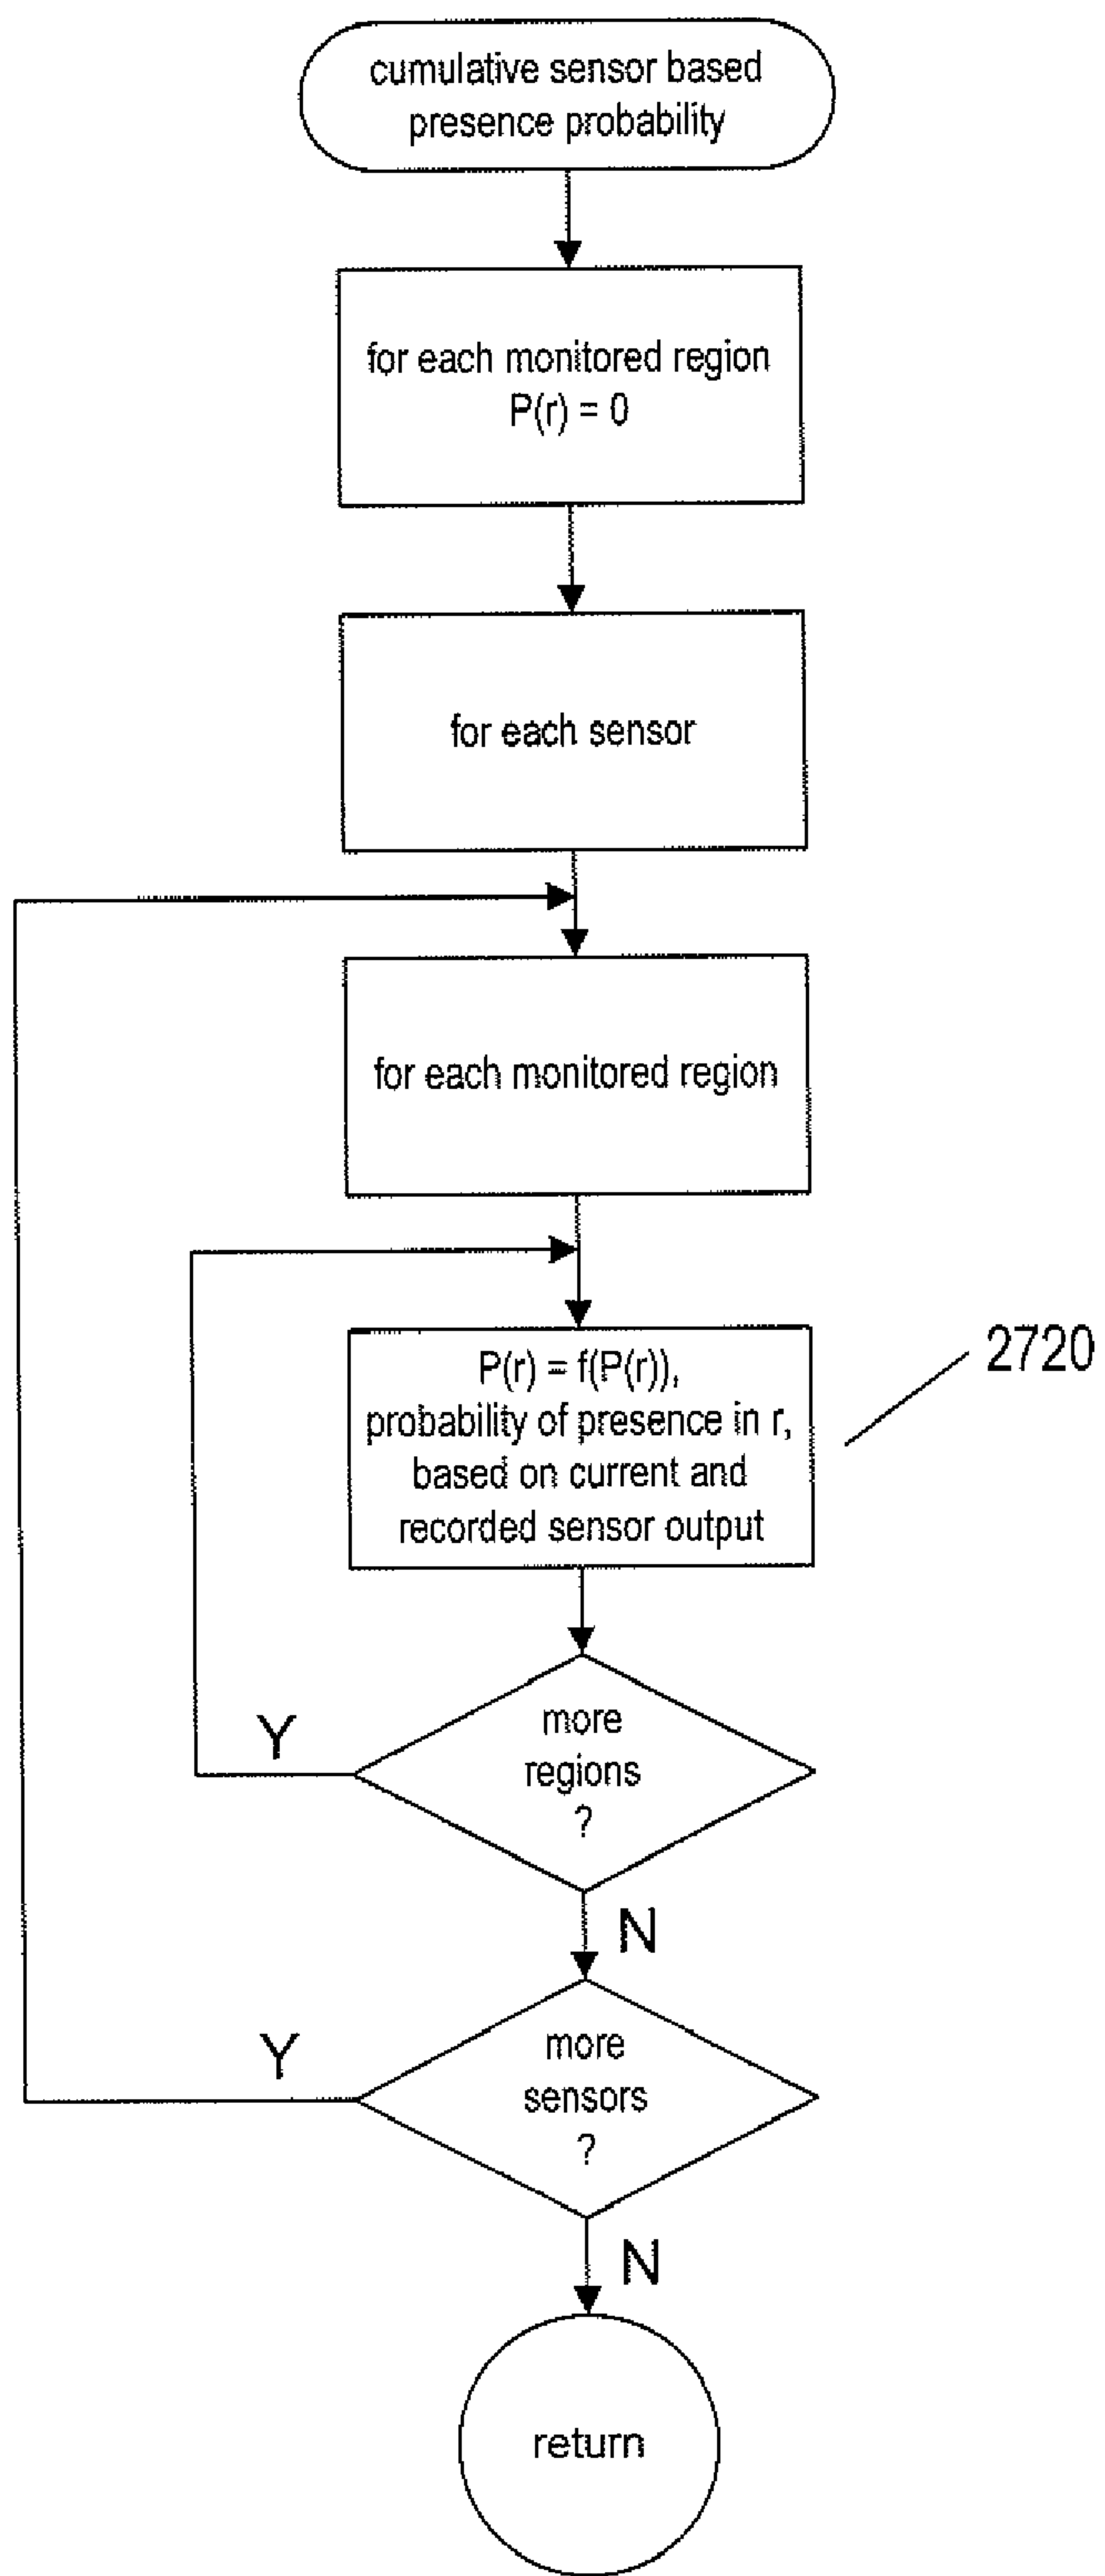 cumulative sensor based
presence probability
for each monitored region
P(r) = 0
for each sensor
for each monitored region
P(r) = f(P(r)),
probability of presence in r,
based on current and
recorded sensor output
2720
more
regions
?
Y
N
more
sensors
?
Y
N
return